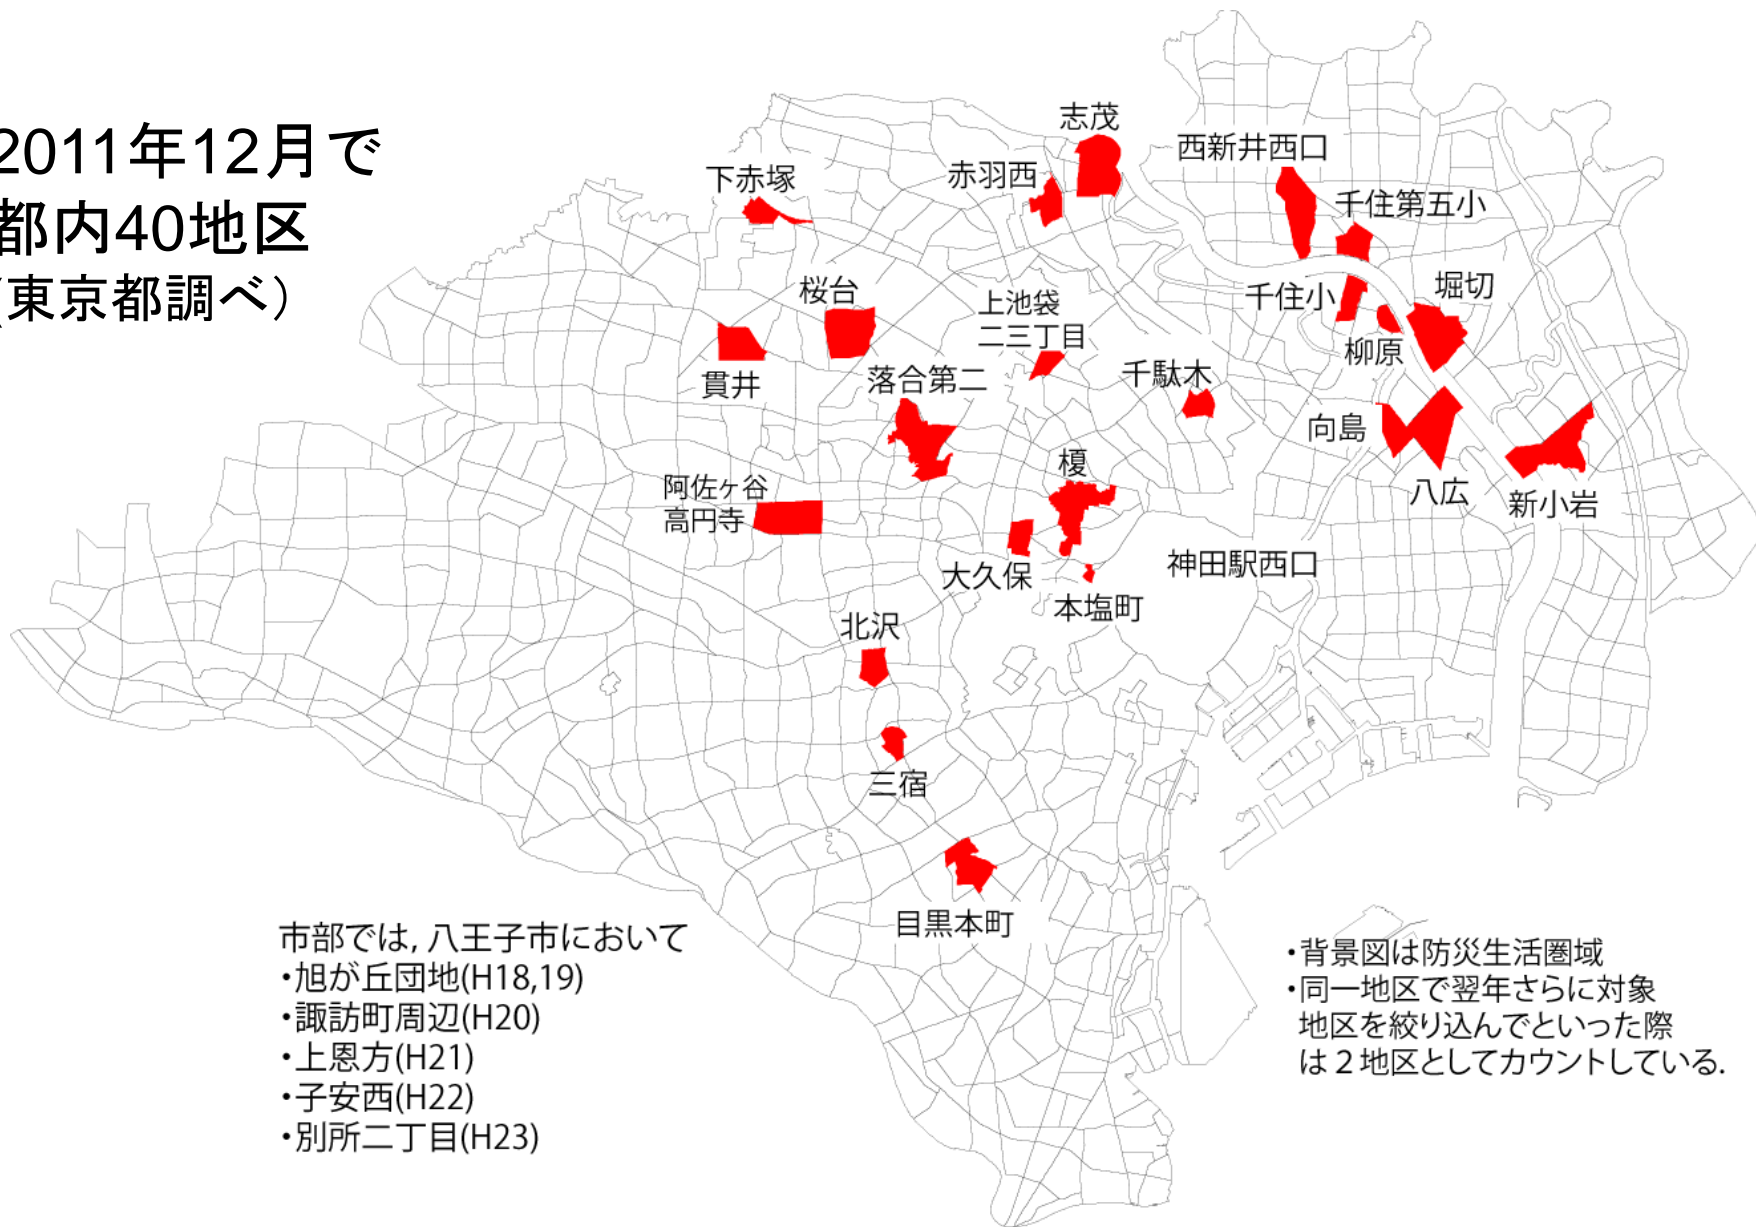 2011年12月で
都内40地区
(東京都調べ)
志茂
西新井西口
下赤塚
赤羽西
千住第五小
桜台
上池袋
二三丁目
千住小
堀切
貫井
落合第二
千駄木
柳原
向島
榎
阿佐ヶ谷
高円寺
八広
新小岩
大久保
神田駅西口
本塩町
北沢
三宿
目黒本町
市部では, 八王子市において
・旭が丘団地(H18,19)
・諏訪町周辺(H20)
・上恩方(H21)
・子安西(H22)
・別所二丁目(H23)
・背景図は防災生活圏域
・同一地区で翌年さらに対象
地区を絞り込んでといった際
は２地区としてカウントしている.